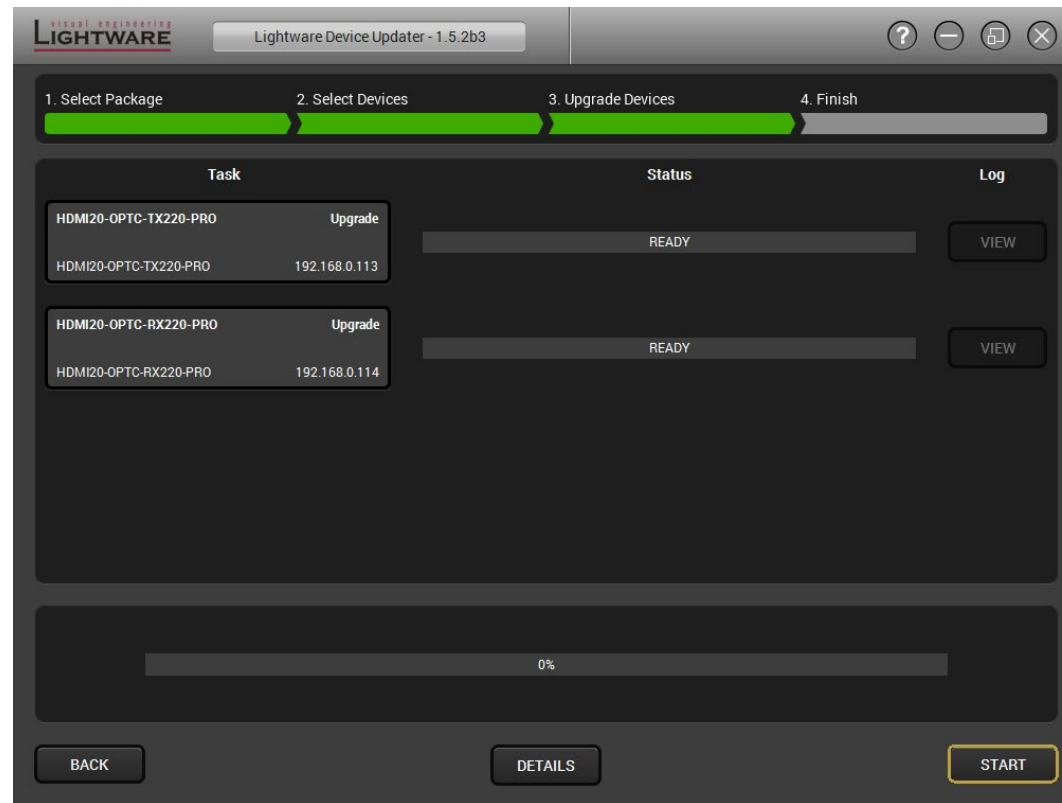 visual engineering
LIGHTWARE
Lightware Device Updater - 1.5.2b3
?
1. Select Package 2. Select Devices 3. Upgrade Devices 4. Finish
Task Status Log
HDMI20-OPTC-TX220-PRO Upgrade
READY VIEW
HDMI20-OPTC-TX220-PRO 192.168.0.113
HDMI20-OPTC-RX220-PRO Upgrade
READY VIEW
HDMI20-OPTC-RX220-PRO 192.168.0.114
0%
BACK DETAILS START